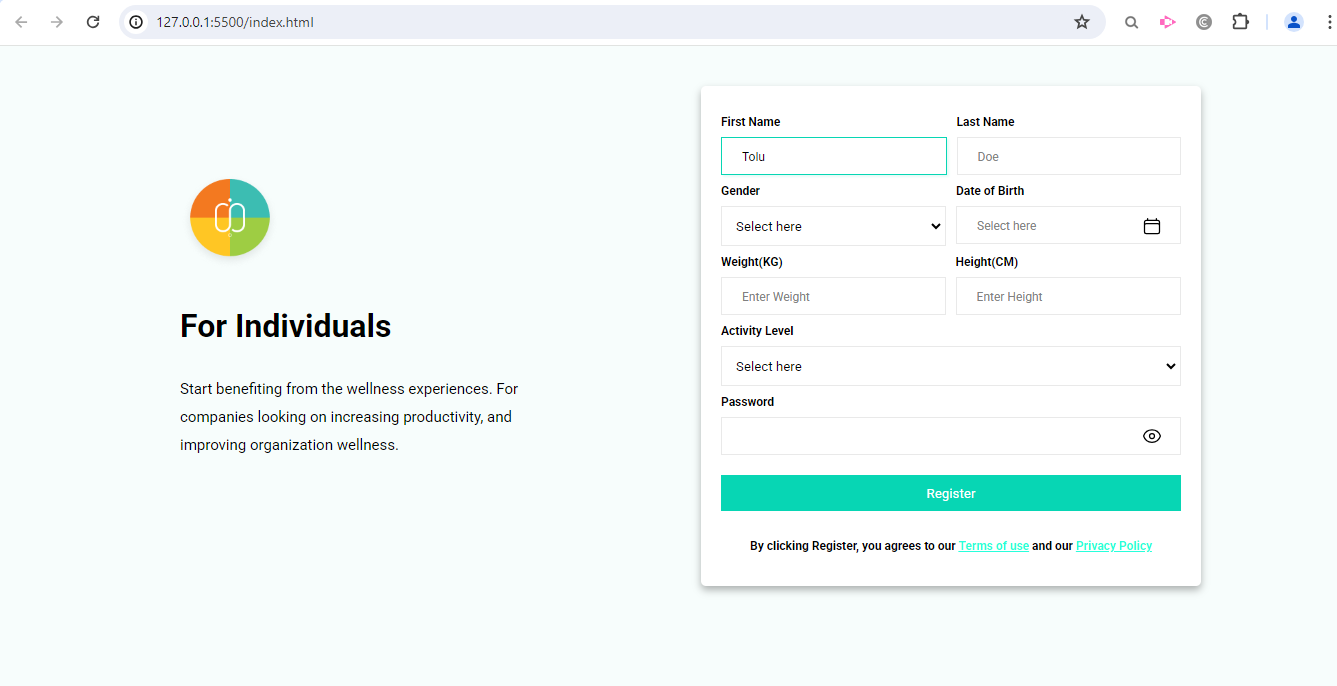 127.0.0.1:5500/index.html
For Individuals
Start benefiting from the wellness experiences. For
companies looking on increasing productivity, and
improving organization wellness.
First Name Last Name
Tolu Doe
Gender Date of Birth
Select here Select here
Weight(KG) Height(CM)
Enter Weight Enter Height
Activity Level
Select here
Password
Register
By clicking Register, you agrees to our Terms of use and our Privacy Policy